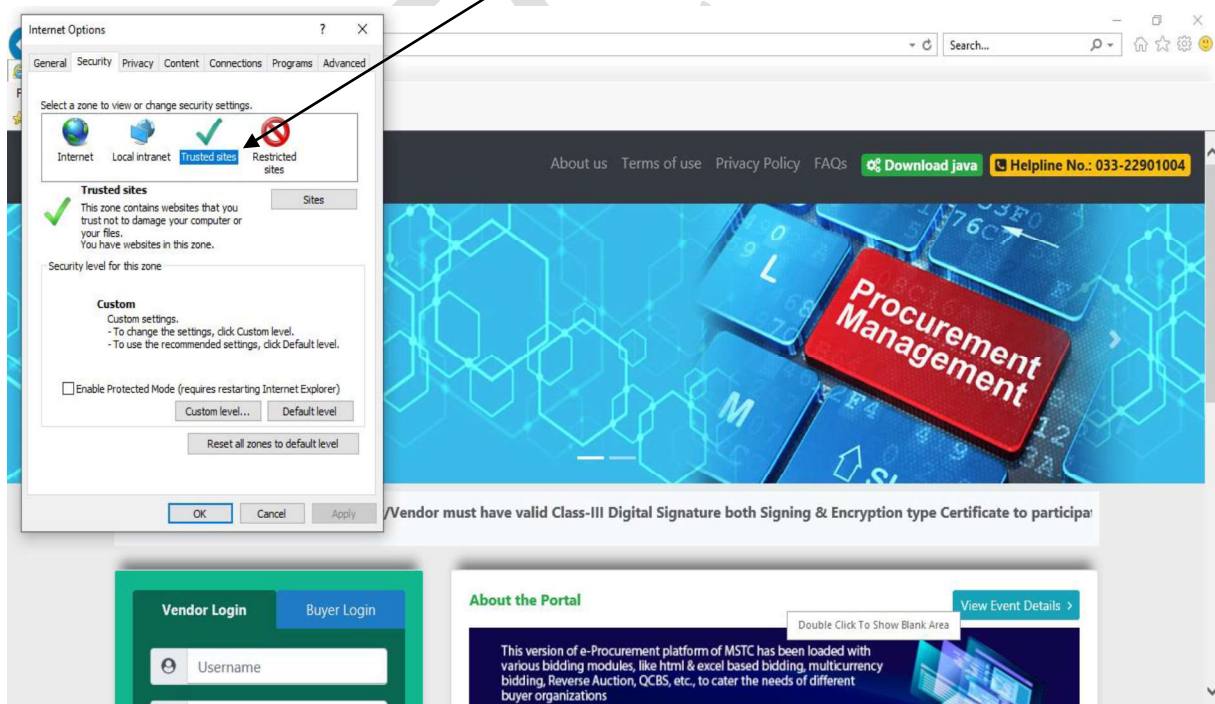 Internet Options
?
Search...
General Security Privacy Content Connections Programs Advanced
Select a zone to view or change security settings.
Internet Local intranet Trusted sites Restricted sites
Trusted sites
This zone contains websites that you
trust not to damage your computer or
your files.
You have websites in this zone.
Sites
Security level for this zone
Custom
Custom settings.
- To change the settings, click Custom level.
- To use the recommended settings, click Default level.
Enable Protected Mode (requires restarting Internet Explorer)
Custom level... Default level
Reset all zones to default level
OK Cancel Apply
About us Terms of use Privacy Policy FAQs Download java Helpline No.: 033-22901004
Procurement
Management
L
M
/Vendor must have valid Class-III Digital Signature both Signing & Encryption type Certificate to participa
Vendor Login Buyer Login
Username
About the Portal
View Event Details >
Double Click To Show Blank Area
This version of e-Procurement platform of MSTC has been loaded with
various bidding modules, like html & excel based bidding, multicurrency
bidding, Reverse Auction, QCBS, etc., to cater the needs of different
buyer organizations